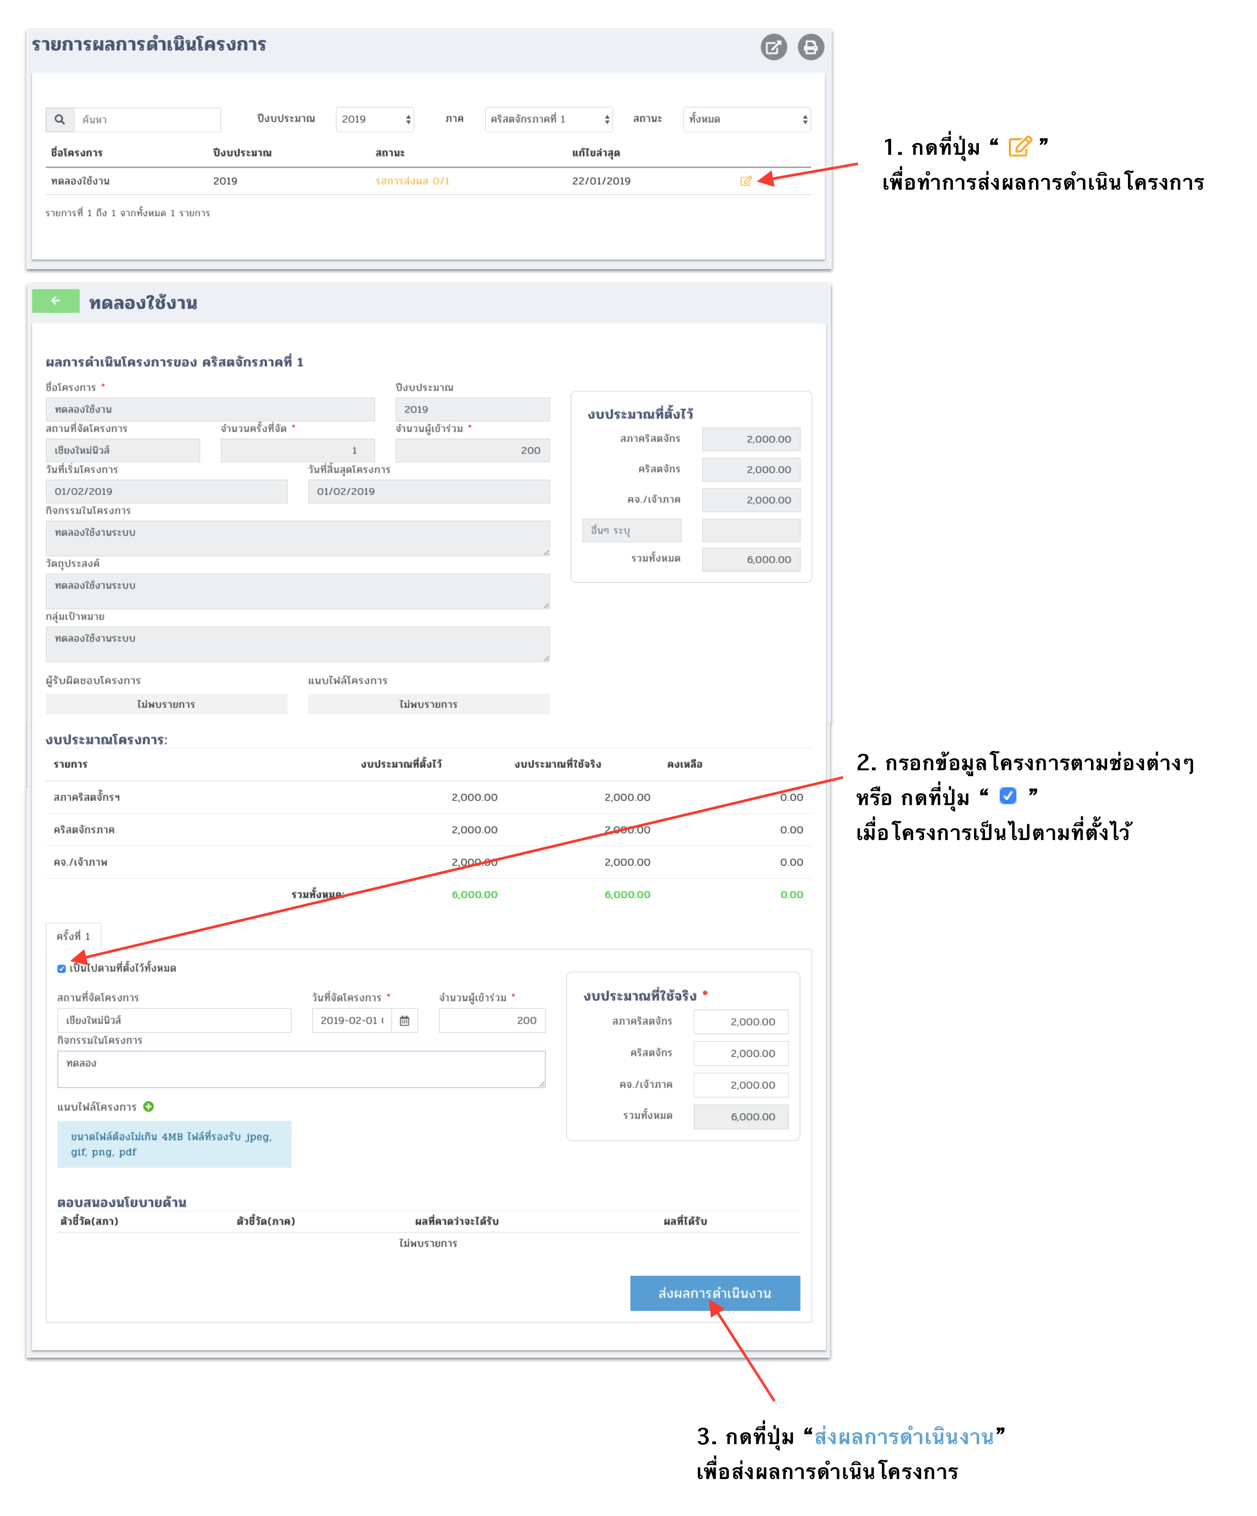 รายการผลการดำเนินโครงการ
ค้นหา ปีงบประมาณ 2019 ภาค คริสตจักรภาคที่ 1 สถานะ ทั้งหมด
ชื่อโครงการ ปีงบประมาณ สถานะ แก้ไขล่าสุด
ทดลองใช้งาน 2019 รอการส่งผล 0/1 22/01/2019
รายการที่ 1 ถึง 1 จากทั้งหมด 1 รายการ
1. กดที่ปุ่ม “ ”
เพื่อทำการส่งผลการดำเนินโครงการ
ทดลองใช้งาน
ผลการดำเนินโครงการของ คริสตจักรภาคที่ 1
ชื่อโครงการ * ปีงบประมาณ
ทดลองใช้งาน 2019
สถานที่จัดโครงการ จำนวนครั้งที่จัด * จำนวนผู้เข้าร่วม *
เชียงใหม่นิวส์ 1 200
วันที่เริ่มโครงการ วันที่สิ้นสุดโครงการ
01/02/2019 01/02/2019
กิจกรรมในโครงการ
ทดลองใช้งานระบบ
วัตถุประสงค์
ทดลองใช้งานระบบ
กลุ่มเป้าหมาย
ทดลองใช้งานระบบ
ผู้รับผิดชอบโครงการ แนบไฟล์โครงการ
ไม่พบรายการ ไม่พบรายการ
งบประมาณที่ตั้งไว้
สภาคริสตจักร 2,000.00
คริสตจักร 2,000.00
คจ./เจ้าภาค 2,000.00
อื่นๆ ระบุ
รวมทั้งหมด 6,000.00
งบประมาณโครงการ:
รายการ งบประมาณที่ตั้งไว้ งบประมาณที่ใช้จริง คงเหลือ
สภาคริสตจั้กรฯ 2,000.00 2,000.00 0.00
คริสตจักรภาค 2,000.00 2,000.00 0.00
คจ./เจ้าภาพ 2,000.00 2,000.00 0.00
รวมทั้งหมด: 6,000.00 6,000.00 0.00
2. กรอกข้อมูลโครงการตามช่องต่างๆ
หรือ กดที่ปุ่ม “ ”
เมื่อโครงการเป็นไปตามที่ตั้งไว้
ครั้งที่ 1
เป็นไปตามที่ตั้งไว้ทั้งหมด
สถานที่จัดโครงการ วันที่จัดโครงการ * จำนวนผู้เข้าร่วม *
เชียงใหม่นิวส์ 2019-02-01 ( 200
กิจกรรมในโครงการ
ทดลอง
แนบไฟล์โครงการ
ขนาดไฟล์ต้องไม่เกิน 4MB ไฟล์ที่รองรับ jpeg,
gif, png, pdf
งบประมาณที่ใช้จริง *
สภาคริสตจักร 2,000.00
คริสตจักร 2,000.00
คจ./เจ้าภาค 2,000.00
รวมทั้งหมด 6,000.00
ตอบสนองนโยบายด้าน
ตัวชี้วัด(สภา) ตัวชี้วัด(ภาค) ผลที่คาดว่าจะได้รับ ผลที่ได้รับ
ไม่พบรายการ
ส่งผลการดำเนินงาน
3. กดที่ปุ่ม “ส่งผลการดำเนินงาน”
เพื่อส่งผลการดำเนินโครงการ